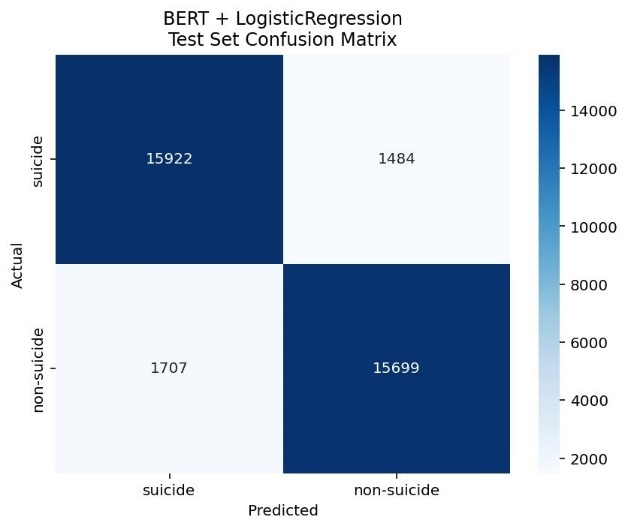 BERT + LogisticRegression
Test Set Confusion Matrix
suicide
15922
1484
Actual
non-suicide
1707
15699
suicide
non-suicide
Predicted
14000
12000
10000
8000
6000
4000
2000